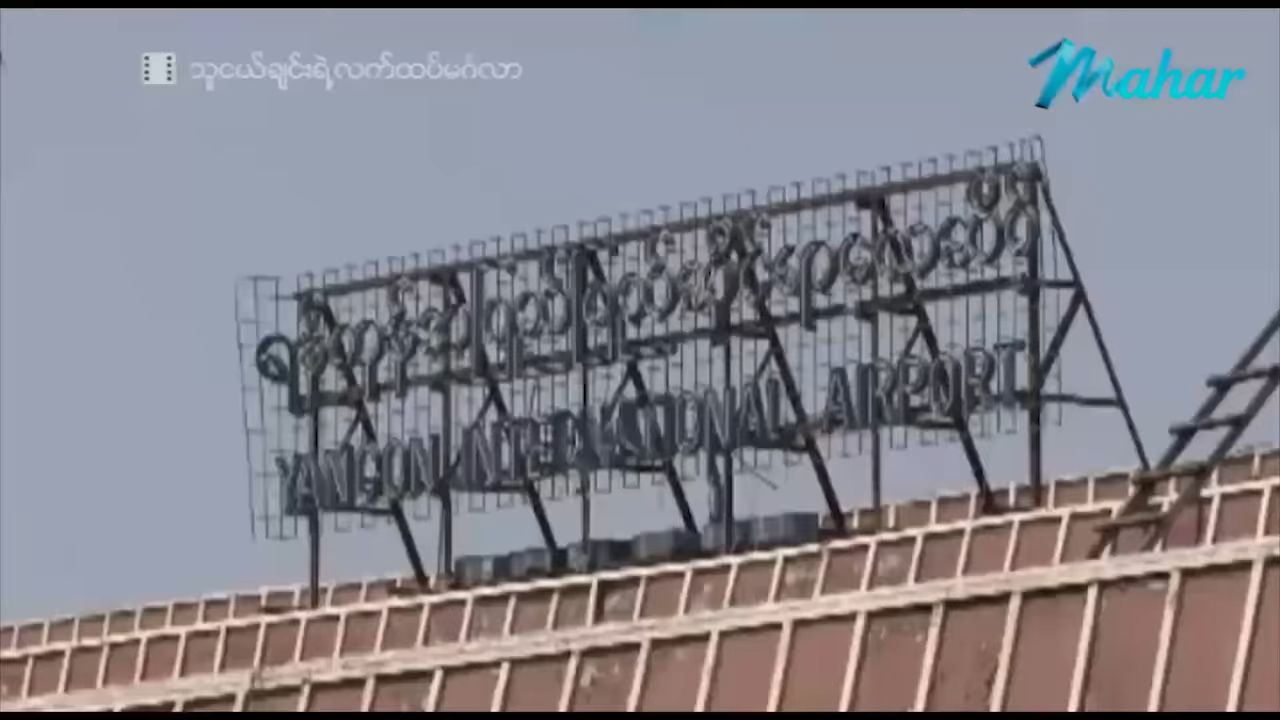 သူငယ်ချင်းရဲ့လက်ထပ်မင်္ဂလာ
Mahar
ရန်ကုန်အပြည်ပြည်ဆိုင်ရာလေဆိပ်
YANGON INTERNATIONAL AIRPORT